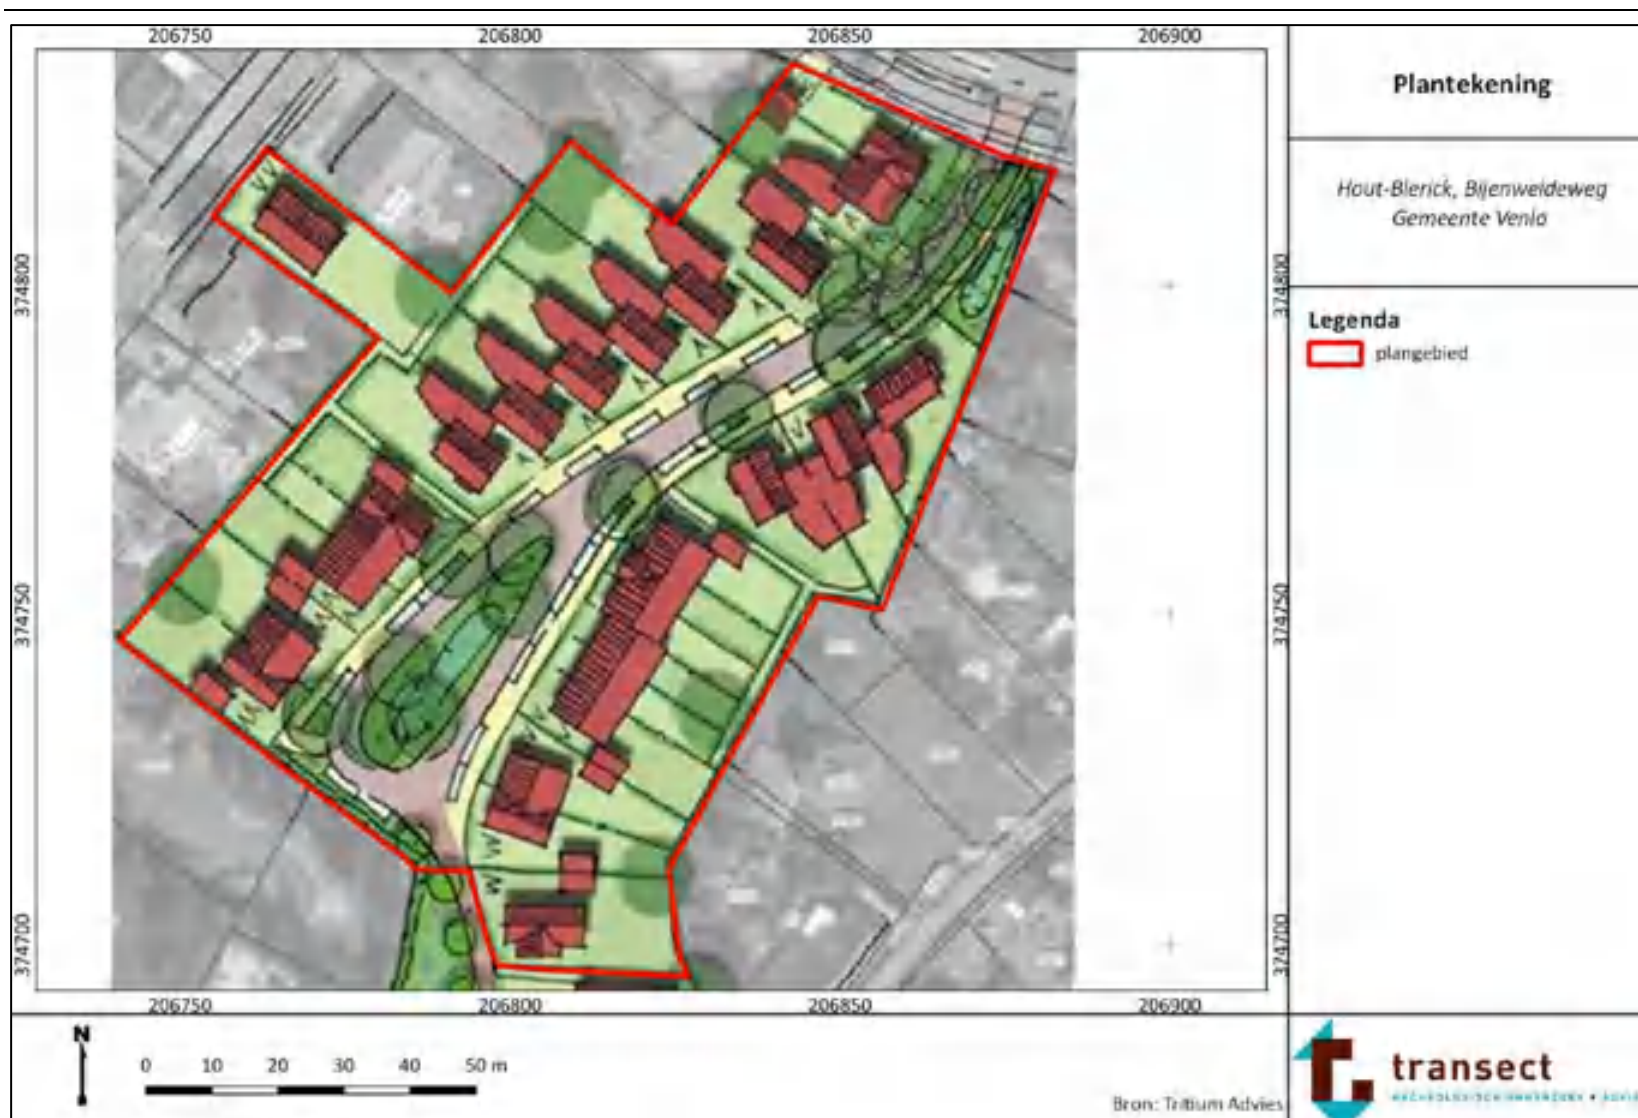 206750 206800 206850 206900
Plantekening
Hout-Blerick, Bijenweideweg
Gemeente Venlo
374800 374800
Legenda
plangebied
374750 374750
374700 374700
206750 206800 206850 206900
N
0 10 20 30 40 50 m
Bron: Tritium Advies
transect